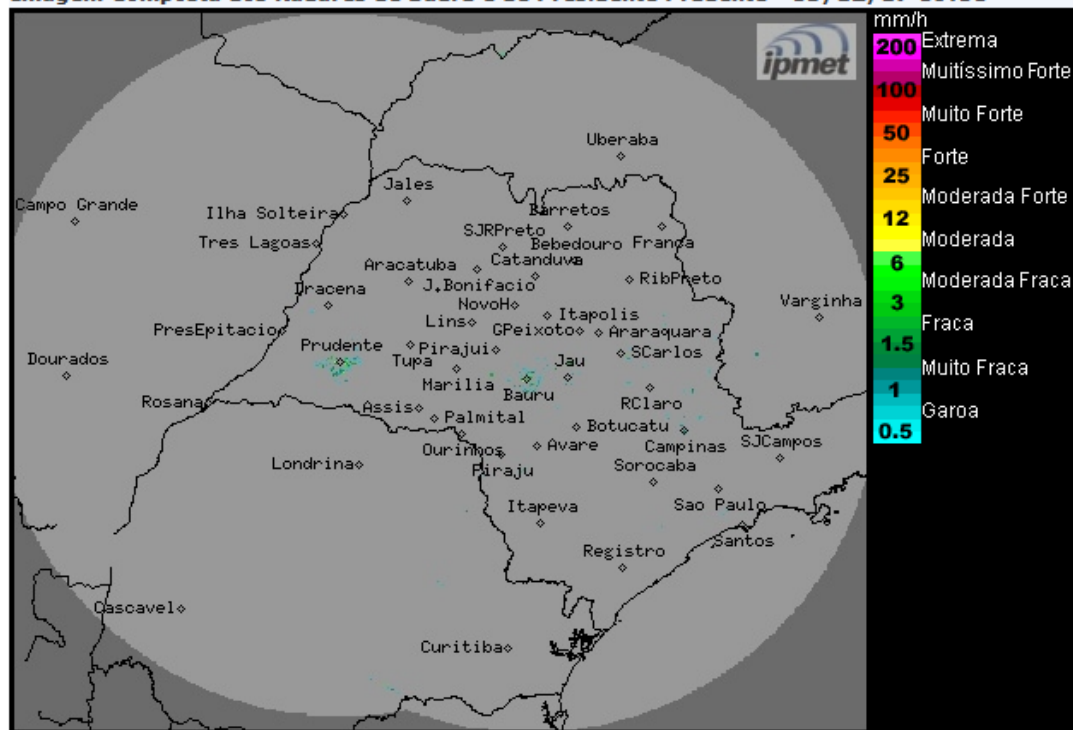 mm/h
200 Extrema
Muitíssimo Forte
100
Muito Forte
50
Forte
25
Moderada Forte
12
Moderada
6
Moderada Fraca
3
Fraca
1.5
Muito Fraca
1
Garoa
0.5
ipmet
Uberaba
Jales
Campo Grande
Ilha Solteira
Barretos
Tres Lagoas
SJRPreto
Bebedouro
Franca
Aracatuba
Catanduva
J.Bonifacio
RibPreto
Dracena
NovoH
Varginha
Itapolis
PresEpitacio
Lins
GPeixoto
Araraquara
Prudente
Pirajui
SCarlos
Dourados
Tupa
Jau
Marilia
Bauru
Rosana
Assis
RClaro
Palmital
Botucatu
Ourinhos
Avare
Campinas
SJCampos
Londrina
Piraju
Sorocaba
Itapeva
Sao Paulo
Santos
Registro
Cascavel
Curitiba